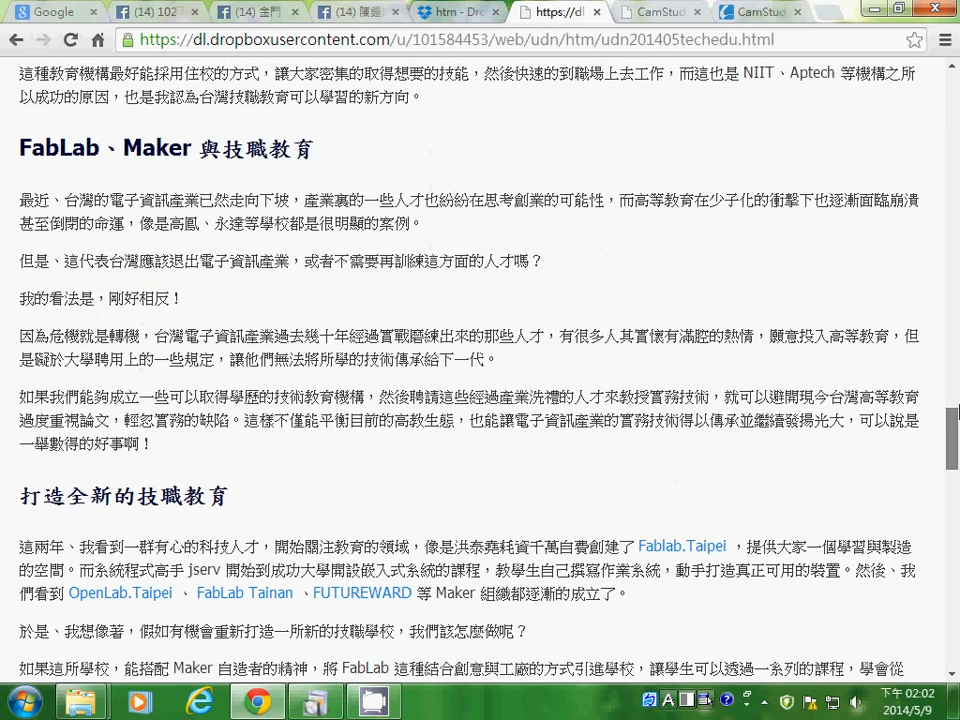 Google
(14) 102
(14) 金門
(14) 陳鍾
htm - Dro
https://dl
CamStud
CamStud
https://dl.dropboxusercontent.com/u/101584453/web/udn/htm/udn201405techedu.html
這種教育機構最好能採用住校的方式，讓大家密集的取得想要的技能，然後快速的到職場上去工作，而這也是 NIIT、Aptech 等機構之所
以成功的原因，也是我認為台灣技職教育可以學習的新方向。
FabLab、Maker 與技職教育
最近、台灣的電子資訊產業已然走向下坡，產業裏的一些人才也紛紛在思考創業的可能性，而高等教育在少子化的衝擊下也逐漸面臨崩潰
甚至倒閉的命運，像是高鳳、永達等學校都是很明顯的案例。
但是、這代表台灣應該退出電子資訊產業，或者不需要再訓練這方面的人才嗎？
我的看法是，剛好相反！
因為危機就是轉機，台灣電子資訊產業過去幾十年經過實戰磨練出來的那些人才，有很多人其實懷有滿腔的熱情，願意投入高等教育，但
是礙於大學聘用上的一些規定，讓他們無法將所學的技術傳承給下一代。
如果我們能夠成立一些可以取得學歷的技術教育機構，然後聘請這些經過產業洗禮的人才來教授實務技術，就可以避開現今台灣高等教育
過度重視論文，輕忽實務的缺陷。這樣不僅能平衡目前的高教生態，也能讓電子資訊產業的實務技術得以傳承並繼續發揚光大，可以說是
一舉數得的好事啊！
打造全新的技職教育
這兩年、我看到一群有心的科技人才，開始關注教育的領域，像是洪泰堯耗資千萬自費創建了 Fablab.Taipei ，提供大家一個學習與製造
的空間。而系統程式高手 jserv 開始到成功大學開設嵌入式系統的課程，教學生自己撰寫作業系統，動手打造真正可用的裝置。然後、我
們看到 OpenLab.Taipei 、 FabLab Tainan 、FUTUREWARD 等 Maker 組織都逐漸的成立了。
於是、我想像著，假如有機會重新打造一所新的技職學校，我們該怎麼做呢？
如果這所學校，能搭配 Maker 自造者的精神，將 FabLab 這種結合創意與工廠的方式引進學校，讓學生可以透過一系列的課程，學會從
下午 02:02
2014/5/9